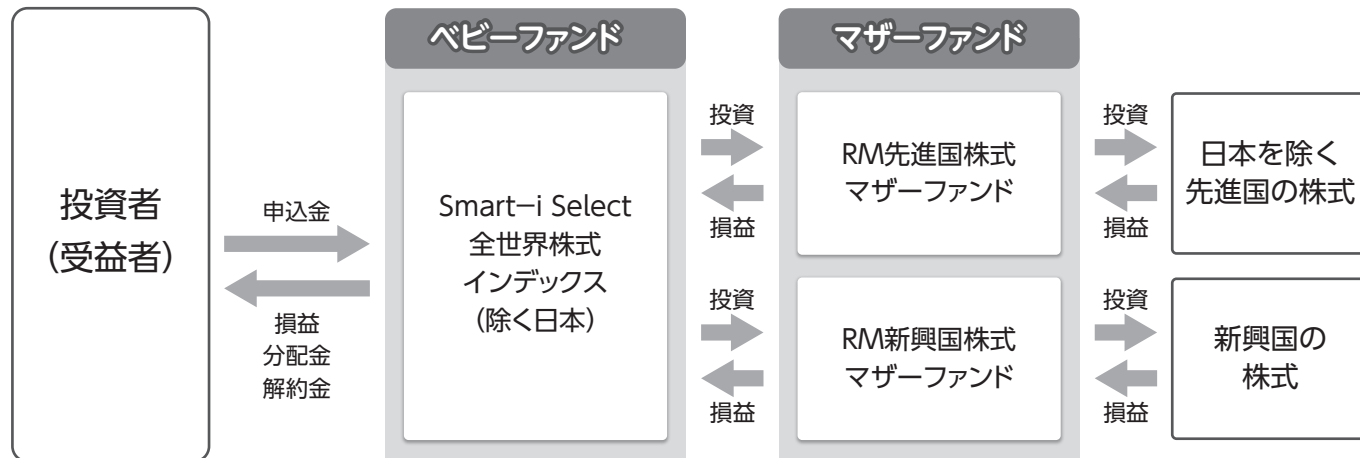 ベビーファンド
マザーファンド
投資者
(受益者)
申込金
損益
分配金
解約金
Smart–i Select
全世界株式
インデックス
(除く日本)
投資
損益
投資
損益
RM先進国株式
マザーファンド
RM新興国株式
マザーファンド
投資
損益
投資
損益
日本を除く
先進国の株式
新興国の
株式